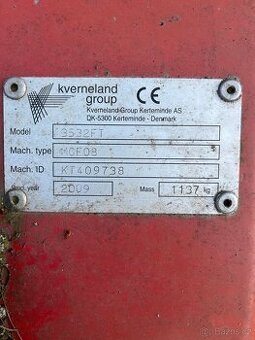 kverneland
group
CE
Kverneland Group Kerteminde AS
DK-5300 Kerteminde - Denmark
Model 3532FT
Mach. type MOFOB
Mach. ID KT409738
year 2009 Mass 1137 kg